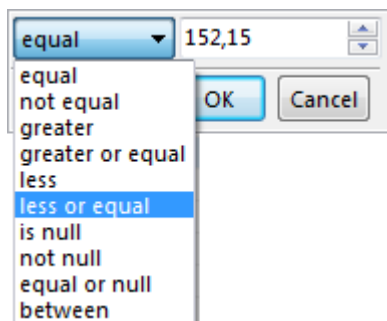 equal 152,15
equal
not equal
greater
greater or equal
less
less or equal
is null
not null
equal or null
between
OK Cancel